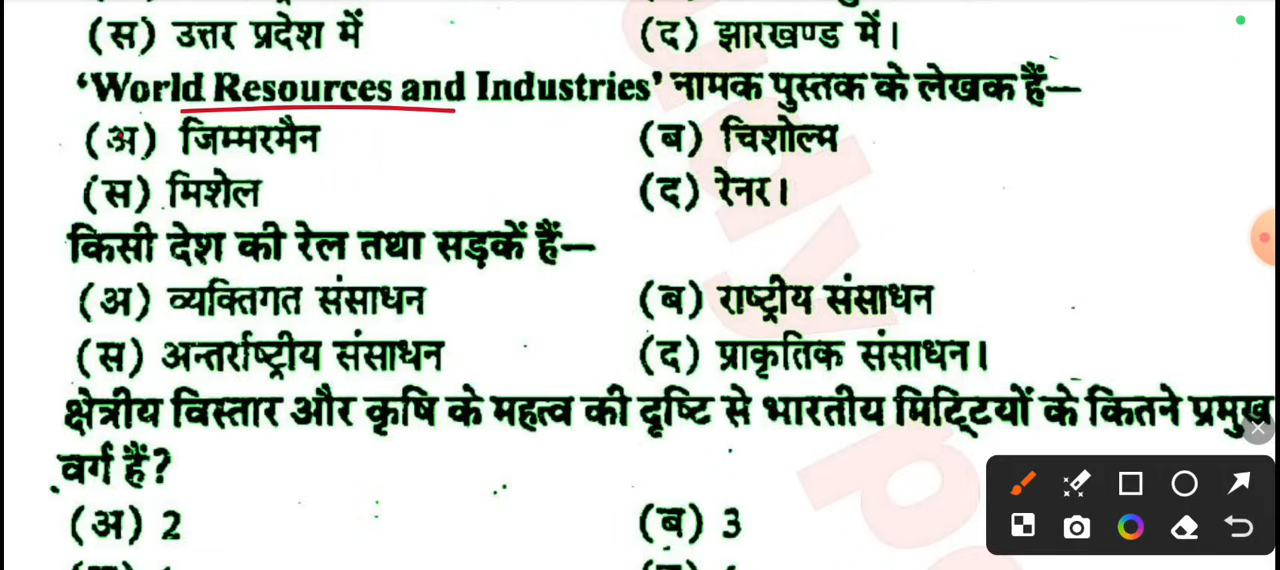 (स) उत्तर प्रदेश में (द) झारखण्ड में।
‘World Resources and Industries’ नामक पुस्तक के लेखक हैं—
(अ) जिम्मरमैन (ब) चिशोल्म
(स) मिशेल (द) रेनर।
किसी देश की रेल तथा सड़कें हैं—
(अ) व्यक्तिगत संसाधन (ब) राष्ट्रीय संसाधन
(स) अन्तर्राष्ट्रीय संसाधन (द) प्राकृतिक संसाधन।
क्षेत्रीय विस्तार और कृषि के महत्व की दृष्टि से भारतीय मिट्टियों के कितने प्रमुख
वर्ग हैं?
(अ) 2 (ब) 3